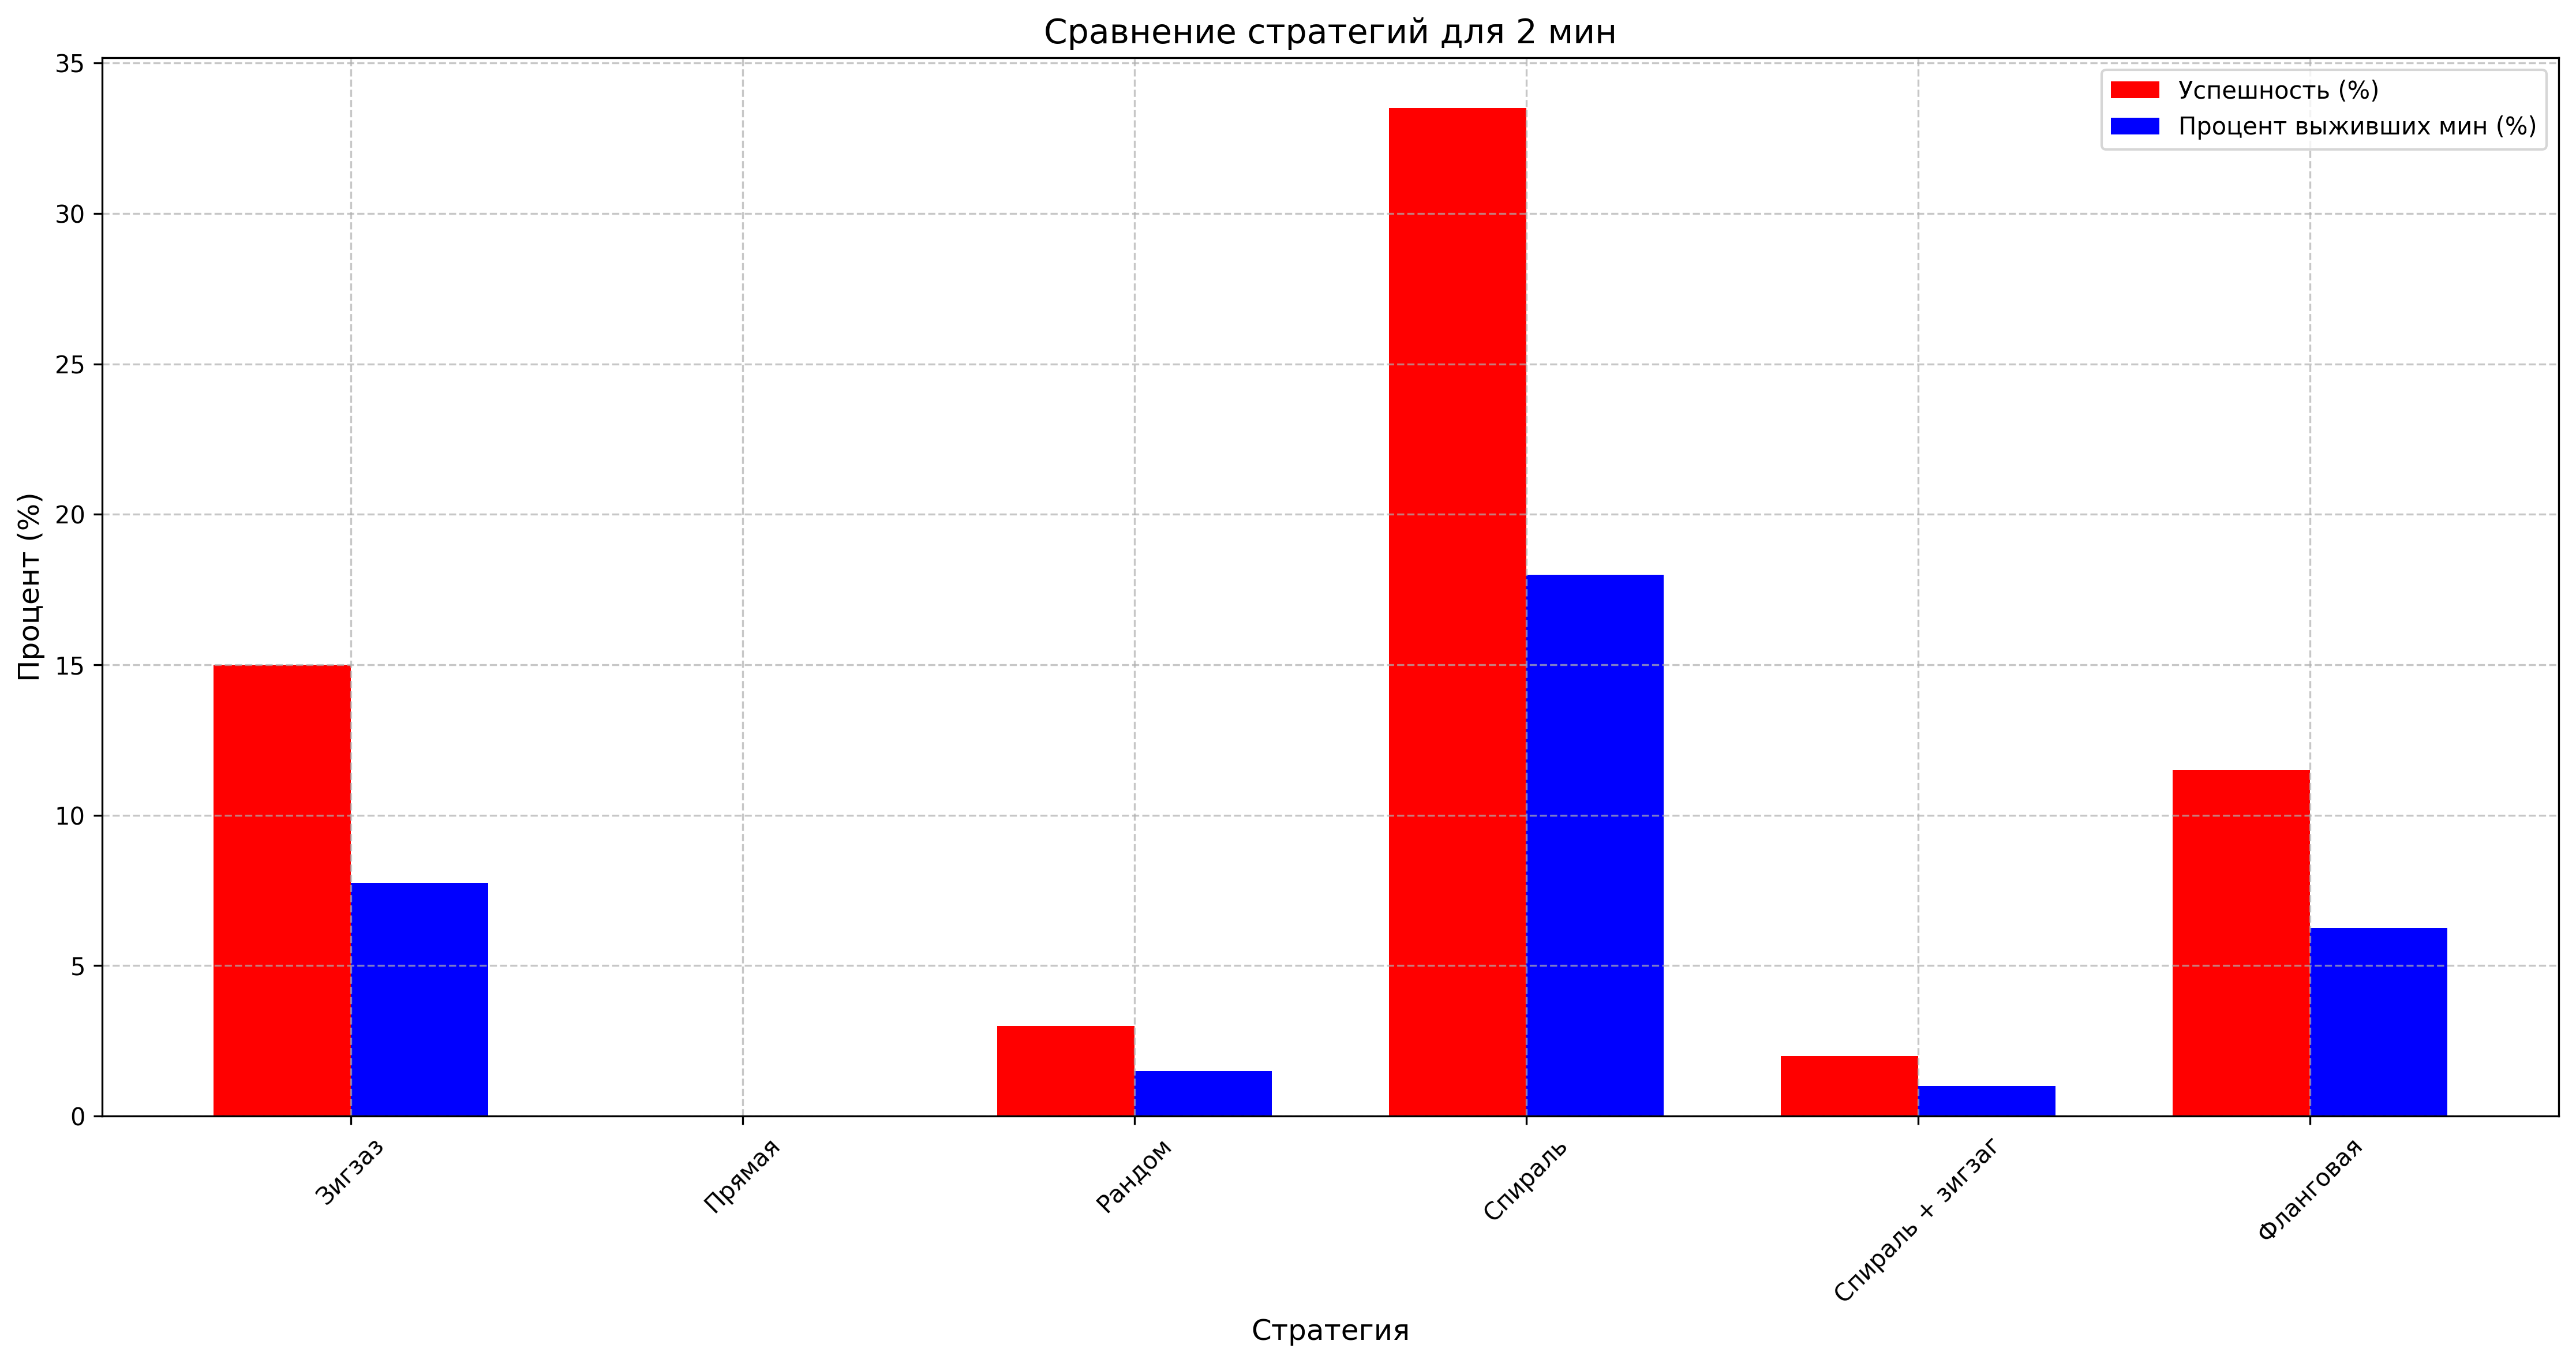 Сравнение стратегий для 2 мин
Успешность (%)
Процент выживших мин (%)
Процент (%)
35
30
25
20
15
10
5
0
Зигзаз
Прямая
Рандом
Спираль
Спираль + зигзаг
Фланговая
Стратегия